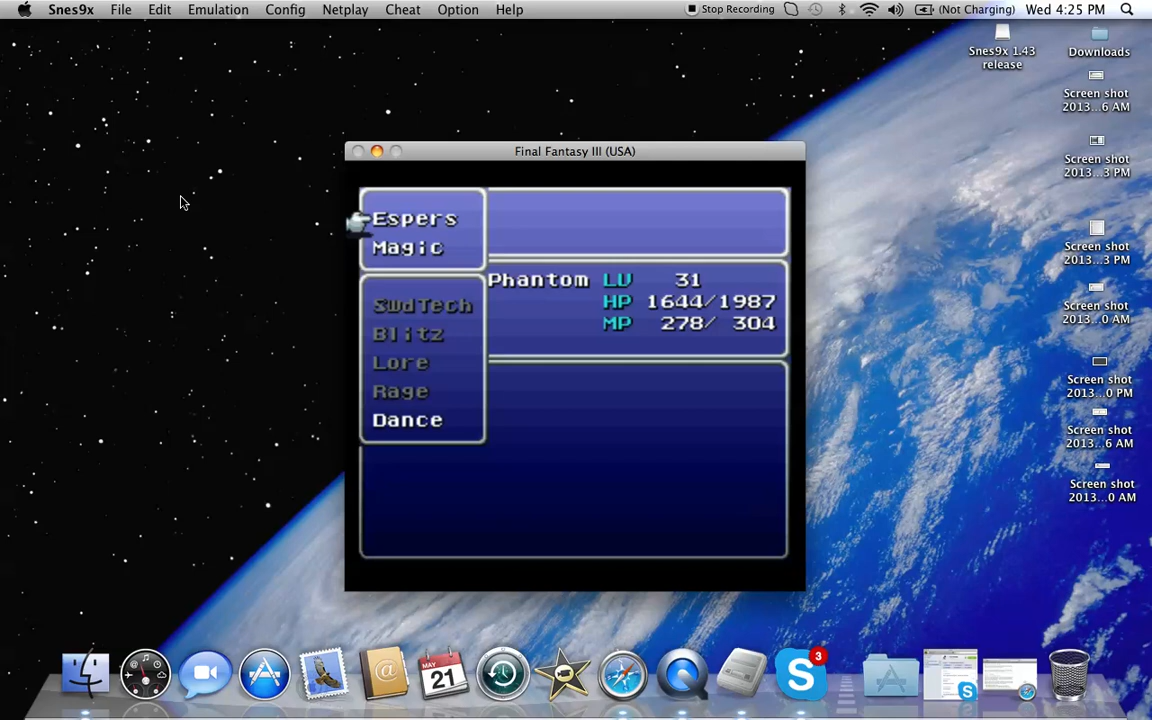 Snes9x File Edit Emulation Config Netplay Cheat Option Help Stop Recording (Not Charging) Wed 4:25 PM
Snes9x 1.43
release
Downloads
Screen shot
2013...6 AM
Screen shot
2013...3 PM
Screen shot
2013...3 PM
Screen shot
2013...0 AM
Screen shot
2013...0 PM
Screen shot
2013...6 AM
Screen shot
2013...0 AM
Final Fantasy III (USA)
Espers
Magic
SwdTech
Blitz
Lore
Rage
Dance
Phantom LV 31
HP 1644/1987
MP 278/ 304
MAY
21
3